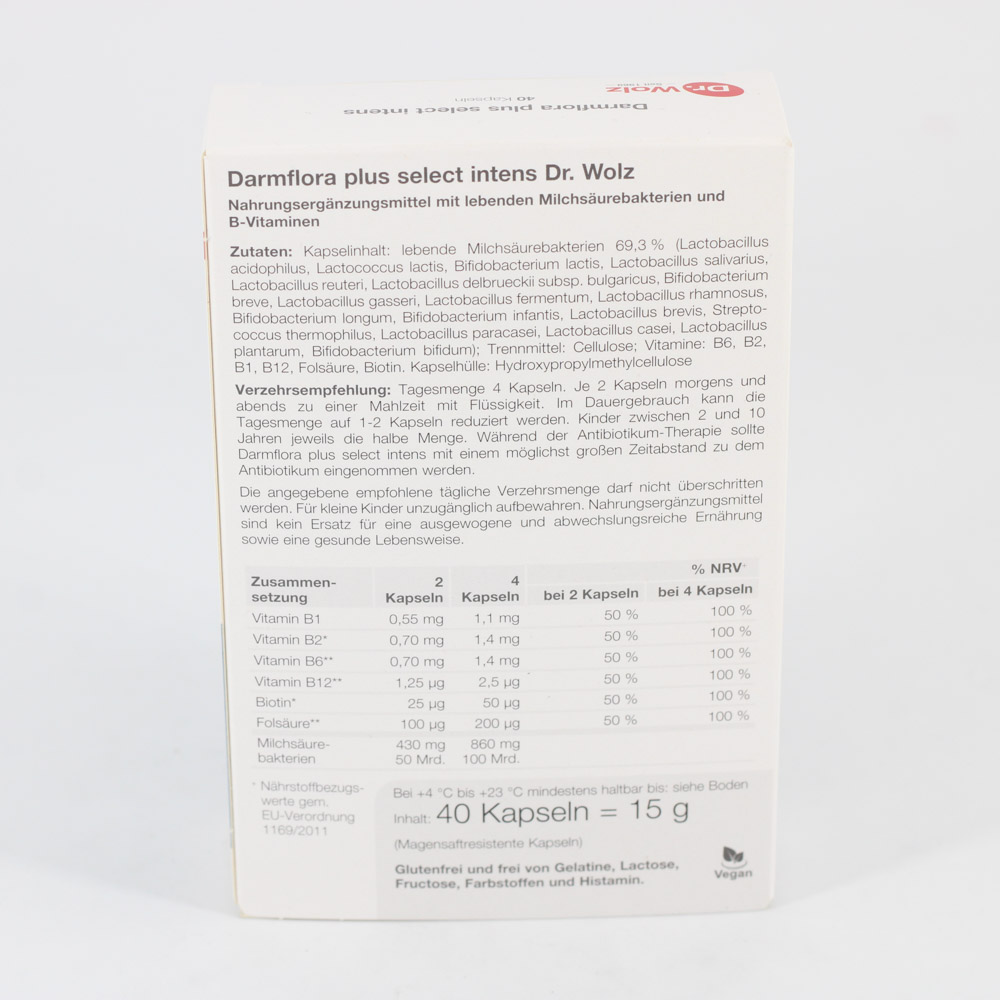 Dr. Wolz
40 Kapseln
Darmflora plus select intens
Darmflora plus select intens Dr. Wolz
Nahrungsergänzungsmittel mit lebenden Milchsäurebakterien und
B-Vitaminen
Zutaten: Kapselinhalt: lebende Milchsäurebakterien 69,3 % (Lactobacillus
acidophilus, Lactococcus lactis, Bifidobacterium lactis, Lactobacillus salivarius,
Lactobacillus reuteri, Lactobacillus delbrueckii subsp. bulgaricus, Bifidobacterium
breve, Lactobacillus gasseri, Lactobacillus fermentum, Lactobacillus rhamnosus,
Bifidobacterium longum, Bifidobacterium infantis, Lactobacillus brevis, Strepto-
coccus thermophilus, Lactobacillus paracasei, Lactobacillus casei, Lactobacillus
plantarum, Bifidobacterium bifidum); Trennmittel: Cellulose; Vitamine: B6, B2,
B1, B12, Folsäure, Biotin. Kapselhülle: Hydroxypropylmethylcellulose
Verzehrsempfehlung: Tagesmenge 4 Kapseln. Je 2 Kapseln morgens und
abends zu einer Mahlzeit mit Flüssigkeit. Im Dauergebrauch kann die
Tagesmenge auf 1-2 Kapseln reduziert werden. Kinder zwischen 2 und 10
Jahren jeweils die halbe Menge. Während der Antibiotikum-Therapie sollte
Darmflora plus select intens mit einem möglichst großen Zeitabstand zu dem
Antibiotikum eingenommen werden.
Die angegebene empfohlene tägliche Verzehrsmenge darf nicht überschritten
werden. Für kleine Kinder unzugänglich aufbewahren. Nahrungsergänzungsmittel
sind kein Ersatz für eine ausgewogene und abwechslungsreiche Ernährung
sowie eine gesunde Lebensweise.
% NRV*
Zusammen- 2 4
setzung Kapseln Kapseln bei 2 Kapseln bei 4 Kapseln
Vitamin B1 0,55 mg 1,1 mg 50 % 100 %
Vitamin B2* 0,70 mg 1,4 mg 50 % 100 %
Vitamin B6** 0,70 mg 1,4 mg 50 % 100 %
Vitamin B12** 1,25 µg 2,5 µg 50 % 100 %
Biotin* 25 µg 50 µg 50 % 100 %
Folsäure** 100 µg 200 µg 50 % 100 %
Milchsäure- 430 mg 860 mg
bakterien 50 Mrd. 100 Mrd.
* Nährstoffbezugs-
werte gem.
EU-Verordnung
1169/2011
Bei +4 °C bis +23 °C mindestens haltbar bis: siehe Boden
Inhalt: 40 Kapseln = 15 g
(Magensaftresistente Kapseln)
Glutenfrei und frei von Gelatine, Lactose,
Fructose, Farbstoffen und Histamin.
Vegan